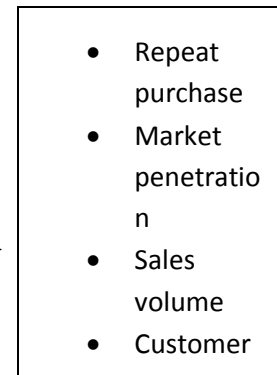 • Repeat
purchase
• Market
penetratio
n
• Sales
volume
• Customer